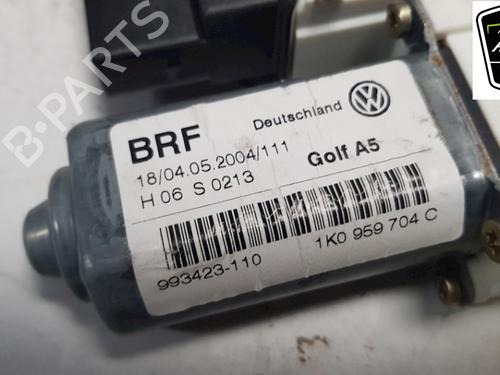 B-PARTS
BRF
Deutschland
18/04.05.2004/111
Golf A5
H 06 S 0213
993423-110
1K0 959 704 C